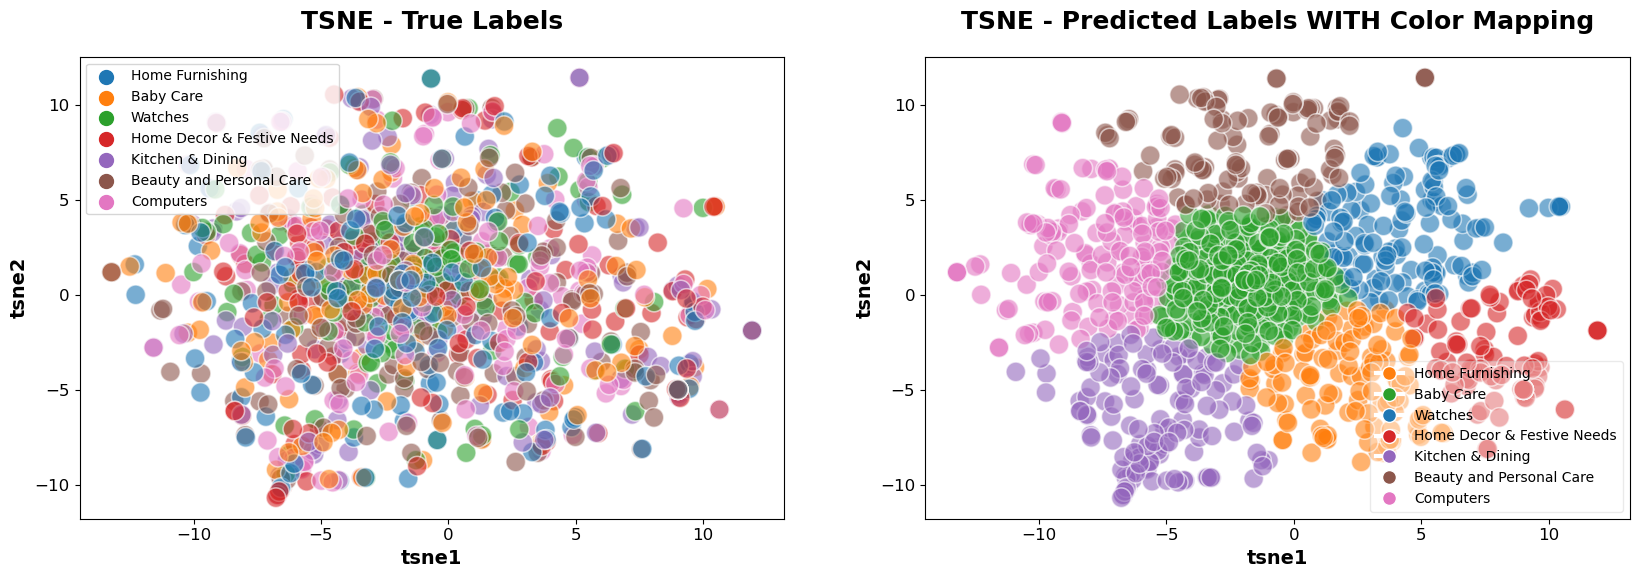 TSNE - True Labels
Home Furnishing
Baby Care
Watches
Home Decor & Festive Needs
Kitchen & Dining
Beauty and Personal Care
Computers
10
5
0
−5
−10
tsne2
−10
−5
0
5
10
tsne1
TSNE - Predicted Labels WITH Color Mapping
10
5
0
−5
−10
tsne2
Home Furnishing
Baby Care
Watches
Home Decor & Festive Needs
Kitchen & Dining
Beauty and Personal Care
Computers
−10
−5
0
5
10
tsne1